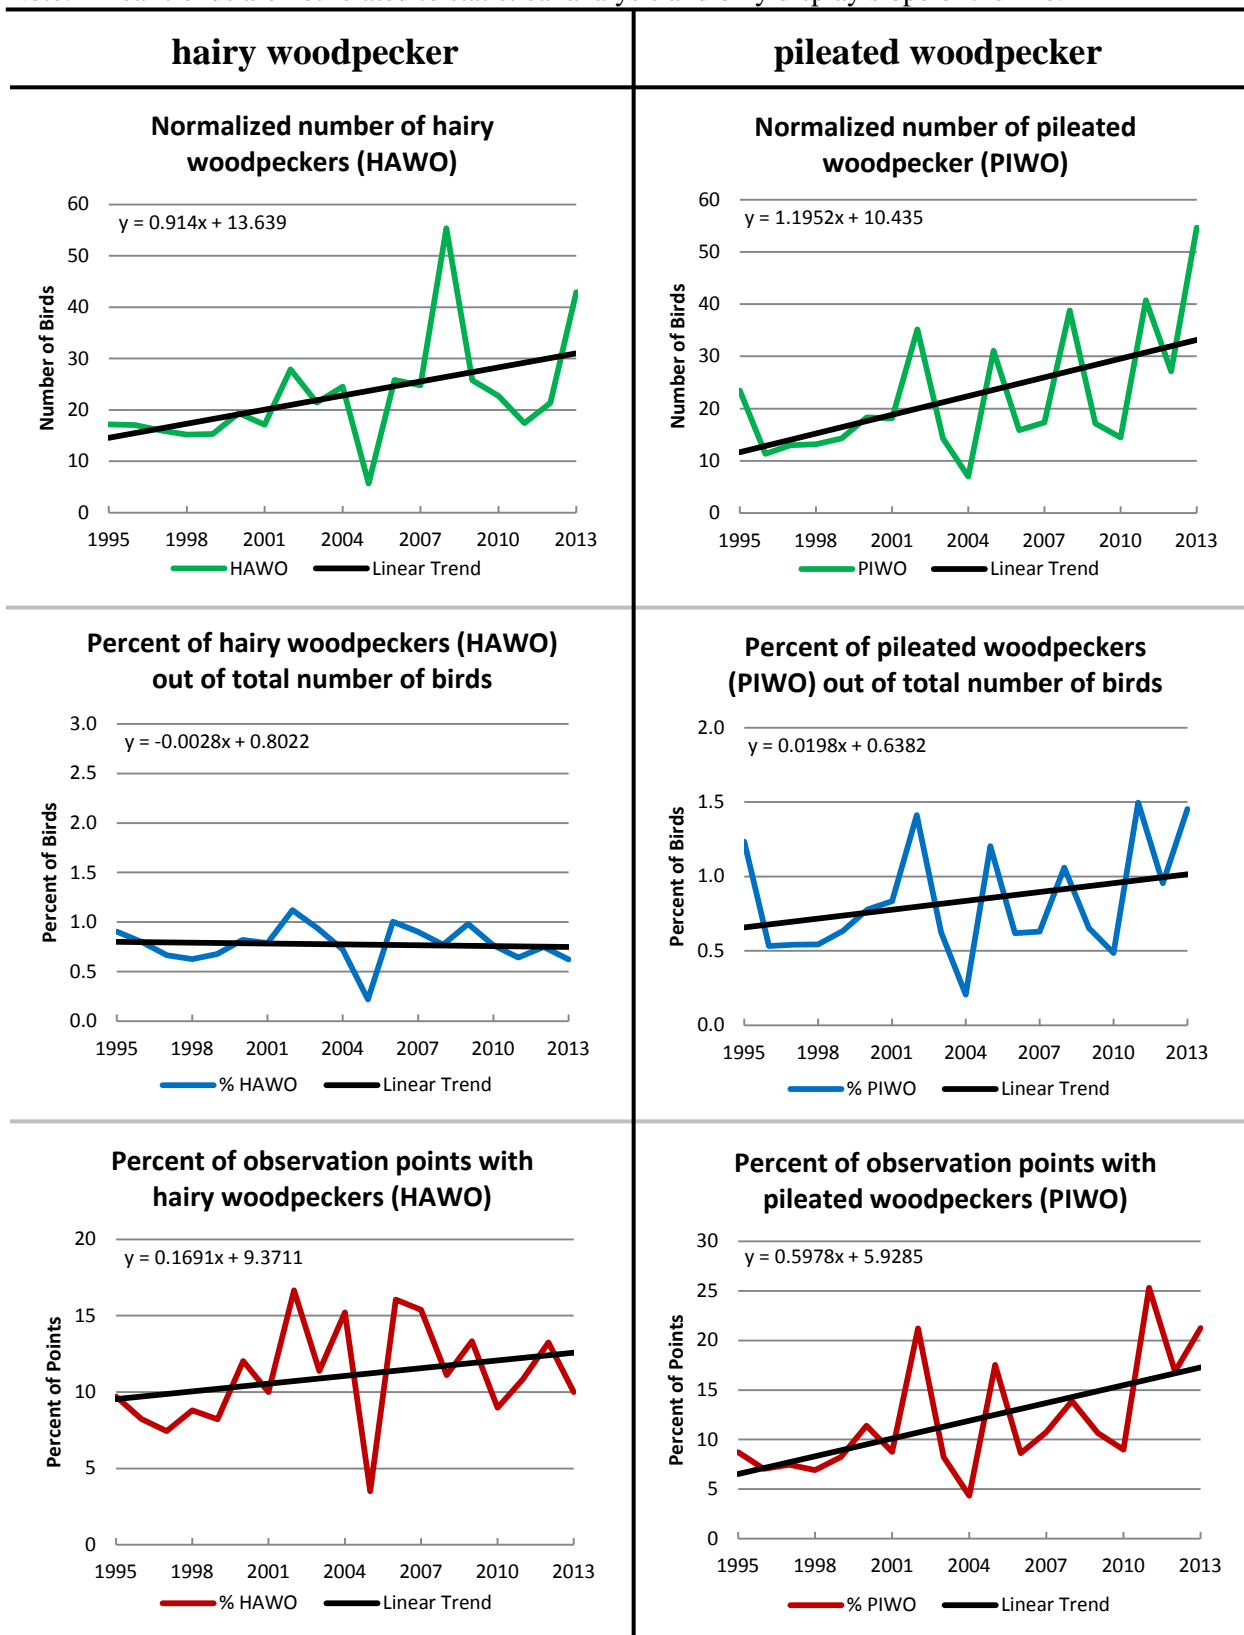 hairy woodpecker
pileated woodpecker
Normalized number of hairy
woodpeckers (HAWO)
y = 0.914x + 13.639
Number of Birds
60
50
40
30
20
10
0
1995 1998 2001 2004 2007 2010 2013
HAWO Linear Trend
Normalized number of pileated
woodpecker (PIWO)
y = 1.1952x + 10.435
Number of Birds
60
50
40
30
20
10
0
1995 1998 2001 2004 2007 2010 2013
PIWO Linear Trend
Percent of hairy woodpeckers (HAWO)
out of total number of birds
y = -0.0028x + 0.8022
Percent of Birds
3.0
2.5
2.0
1.5
1.0
0.5
0.0
1995 1998 2001 2004 2007 2010 2013
% HAWO Linear Trend
Percent of pileated woodpeckers
(PIWO) out of total number of birds
y = 0.0198x + 0.6382
Percent of Birds
2.0
1.5
1.0
0.5
0.0
1995 1998 2001 2004 2007 2010 2013
% PIWO Linear Trend
Percent of observation points with
hairy woodpeckers (HAWO)
y = 0.1691x + 9.3711
Percent of Points
20
15
10
5
0
1995 1998 2001 2004 2007 2010 2013
% HAWO Linear Trend
Percent of observation points with
pileated woodpeckers (PIWO)
y = 0.5978x + 5.9285
Percent of Points
30
25
20
15
10
5
0
1995 1998 2001 2004 2007 2010 2013
% PIWO Linear Trend